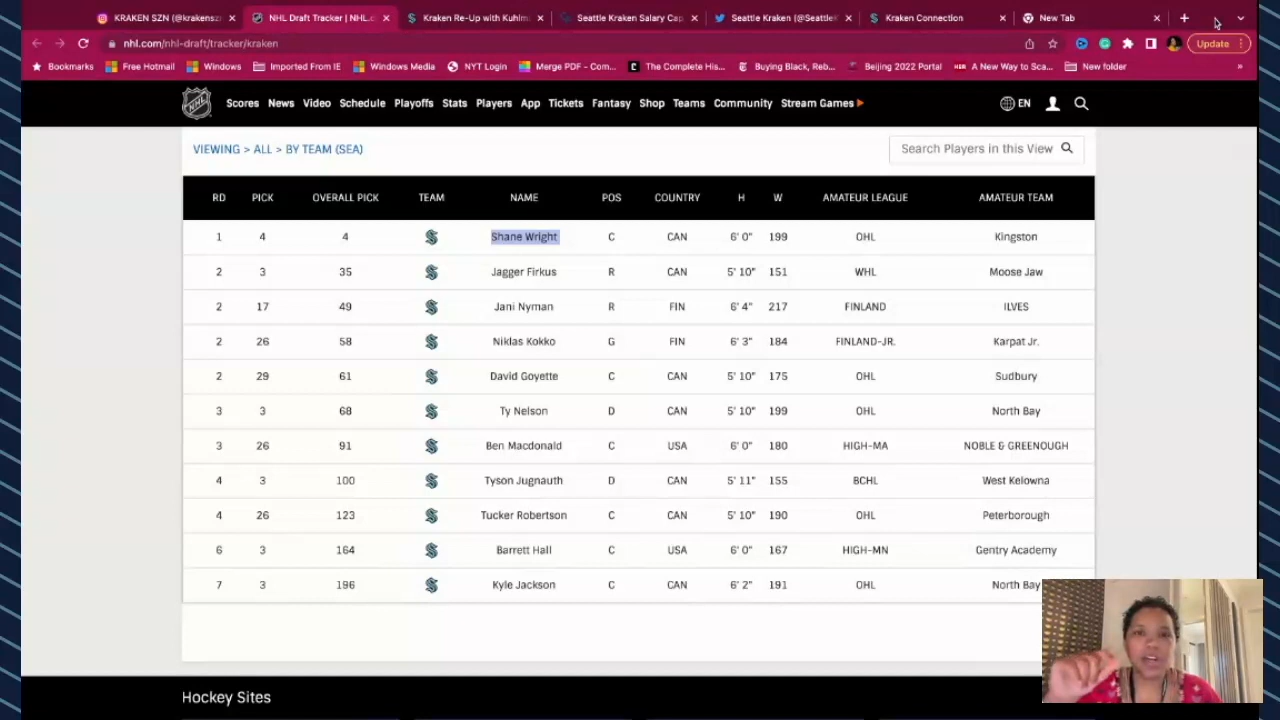 KRAKEN SZN (@krakensz
NHL Draft Tracker | NHL.c
Kraken Re-Up with Kuhlm
Seattle Kraken Salary Cap
Seattle Kraken (@SeattleK
Kraken Connection
New Tab
nhl.com/nhl-draft/tracker/kraken
Update
Bookmarks
Free Hotmail
Windows
Imported From IE
Windows Media
NYT Login
Merge PDF - Com...
The Complete His...
Buying Black, Reb...
Beijing 2022 Portal
A New Way to Sca...
New folder
»
NHL
Scores News Video Schedule Playoffs Stats Players App Tickets Fantasy Shop Teams Community Stream Games
EN
VIEWING > ALL > BY TEAM (SEA)
Search Players in this View
RD PICK OVERALL PICK TEAM NAME POS COUNTRY H W AMATEUR LEAGUE AMATEUR TEAM
1 4 4 Shane Wright C CAN 6' 0" 199 OHL Kingston
2 3 35 Jagger Firkus R CAN 5' 10" 151 WHL Moose Jaw
2 17 49 Jani Nyman R FIN 6' 4" 217 FINLAND ILVES
2 26 58 Niklas Kokko G FIN 6' 3" 184 FINLAND-JR. Karpat Jr.
2 29 61 David Goyette C CAN 5' 10" 175 OHL Sudbury
3 3 68 Ty Nelson D CAN 5' 10" 199 OHL North Bay
3 26 91 Ben Macdonald C USA 6' 0" 180 HIGH-MA NOBLE & GREENOUGH
4 3 100 Tyson Jugnauth D CAN 5' 11" 155 BCHL West Kelowna
4 26 123 Tucker Robertson C CAN 5' 10" 190 OHL Peterborough
6 3 164 Barrett Hall C USA 6' 0" 167 HIGH-MN Gentry Academy
7 3 196 Kyle Jackson C CAN 6' 2" 191 OHL North Bay
Hockey Sites